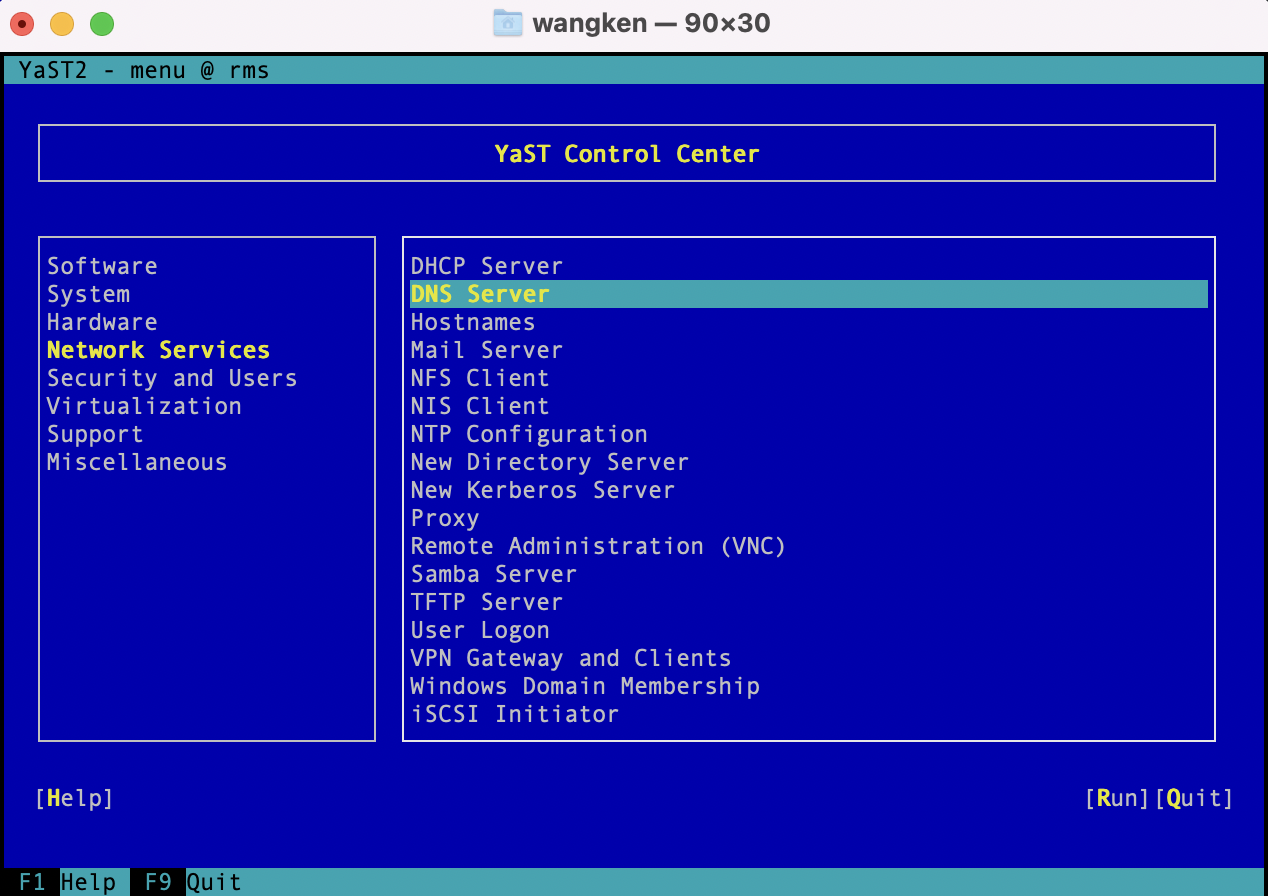 wangken — 90×30
YaST2 - menu @ rms
YaST Control Center
Software
System
Hardware
Network Services
Security and Users
Virtualization
Support
Miscellaneous
DHCP Server
DNS Server
Hostnames
Mail Server
NFS Client
NIS Client
NTP Configuration
New Directory Server
New Kerberos Server
Proxy
Remote Administration (VNC)
Samba Server
TFTP Server
User Logon
VPN Gateway and Clients
Windows Domain Membership
iSCSI Initiator
[Help] [Run][Quit]
F1 Help F9 Quit